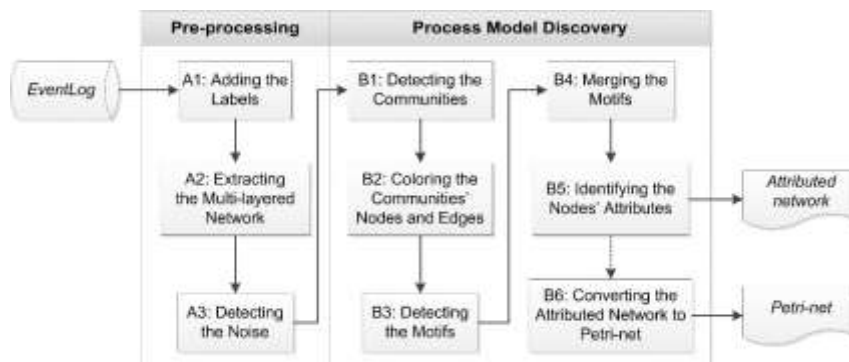 Pre-processing
Process Model Discovery
EventLog
A1: Adding the
Labels
A2: Extracting
the Multi-layered
Network
A3: Detecting
the Noise
B1: Detecting the
Communities
B2: Coloring the
Communities'
Nodes and Edges
B3: Detecting
the Motifs
B4: Merging the
Motifs
B5: Identifying the
Nodes' Attributes
B6: Converting the
Attributed Network to
Petri-net
Attributed
network
Petri-net